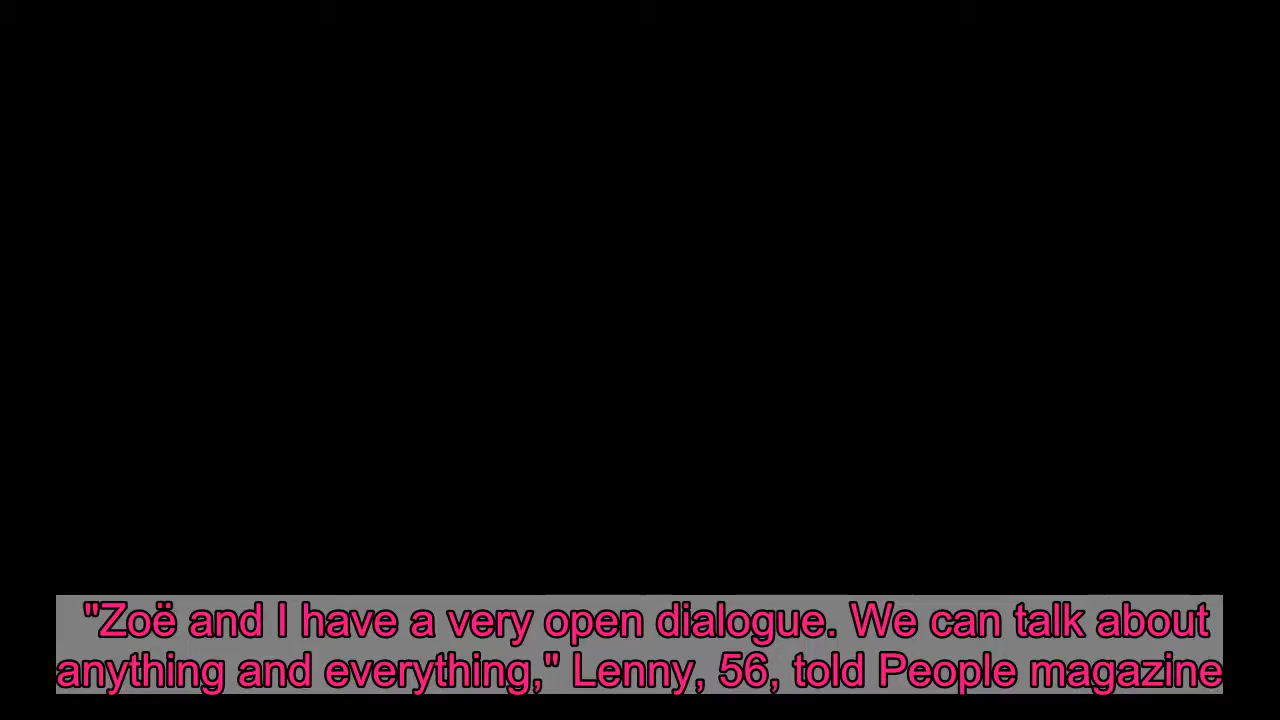 "Zoë and I have a very open dialogue. We can talk about
anything and everything," Lenny, 56, told People magazine